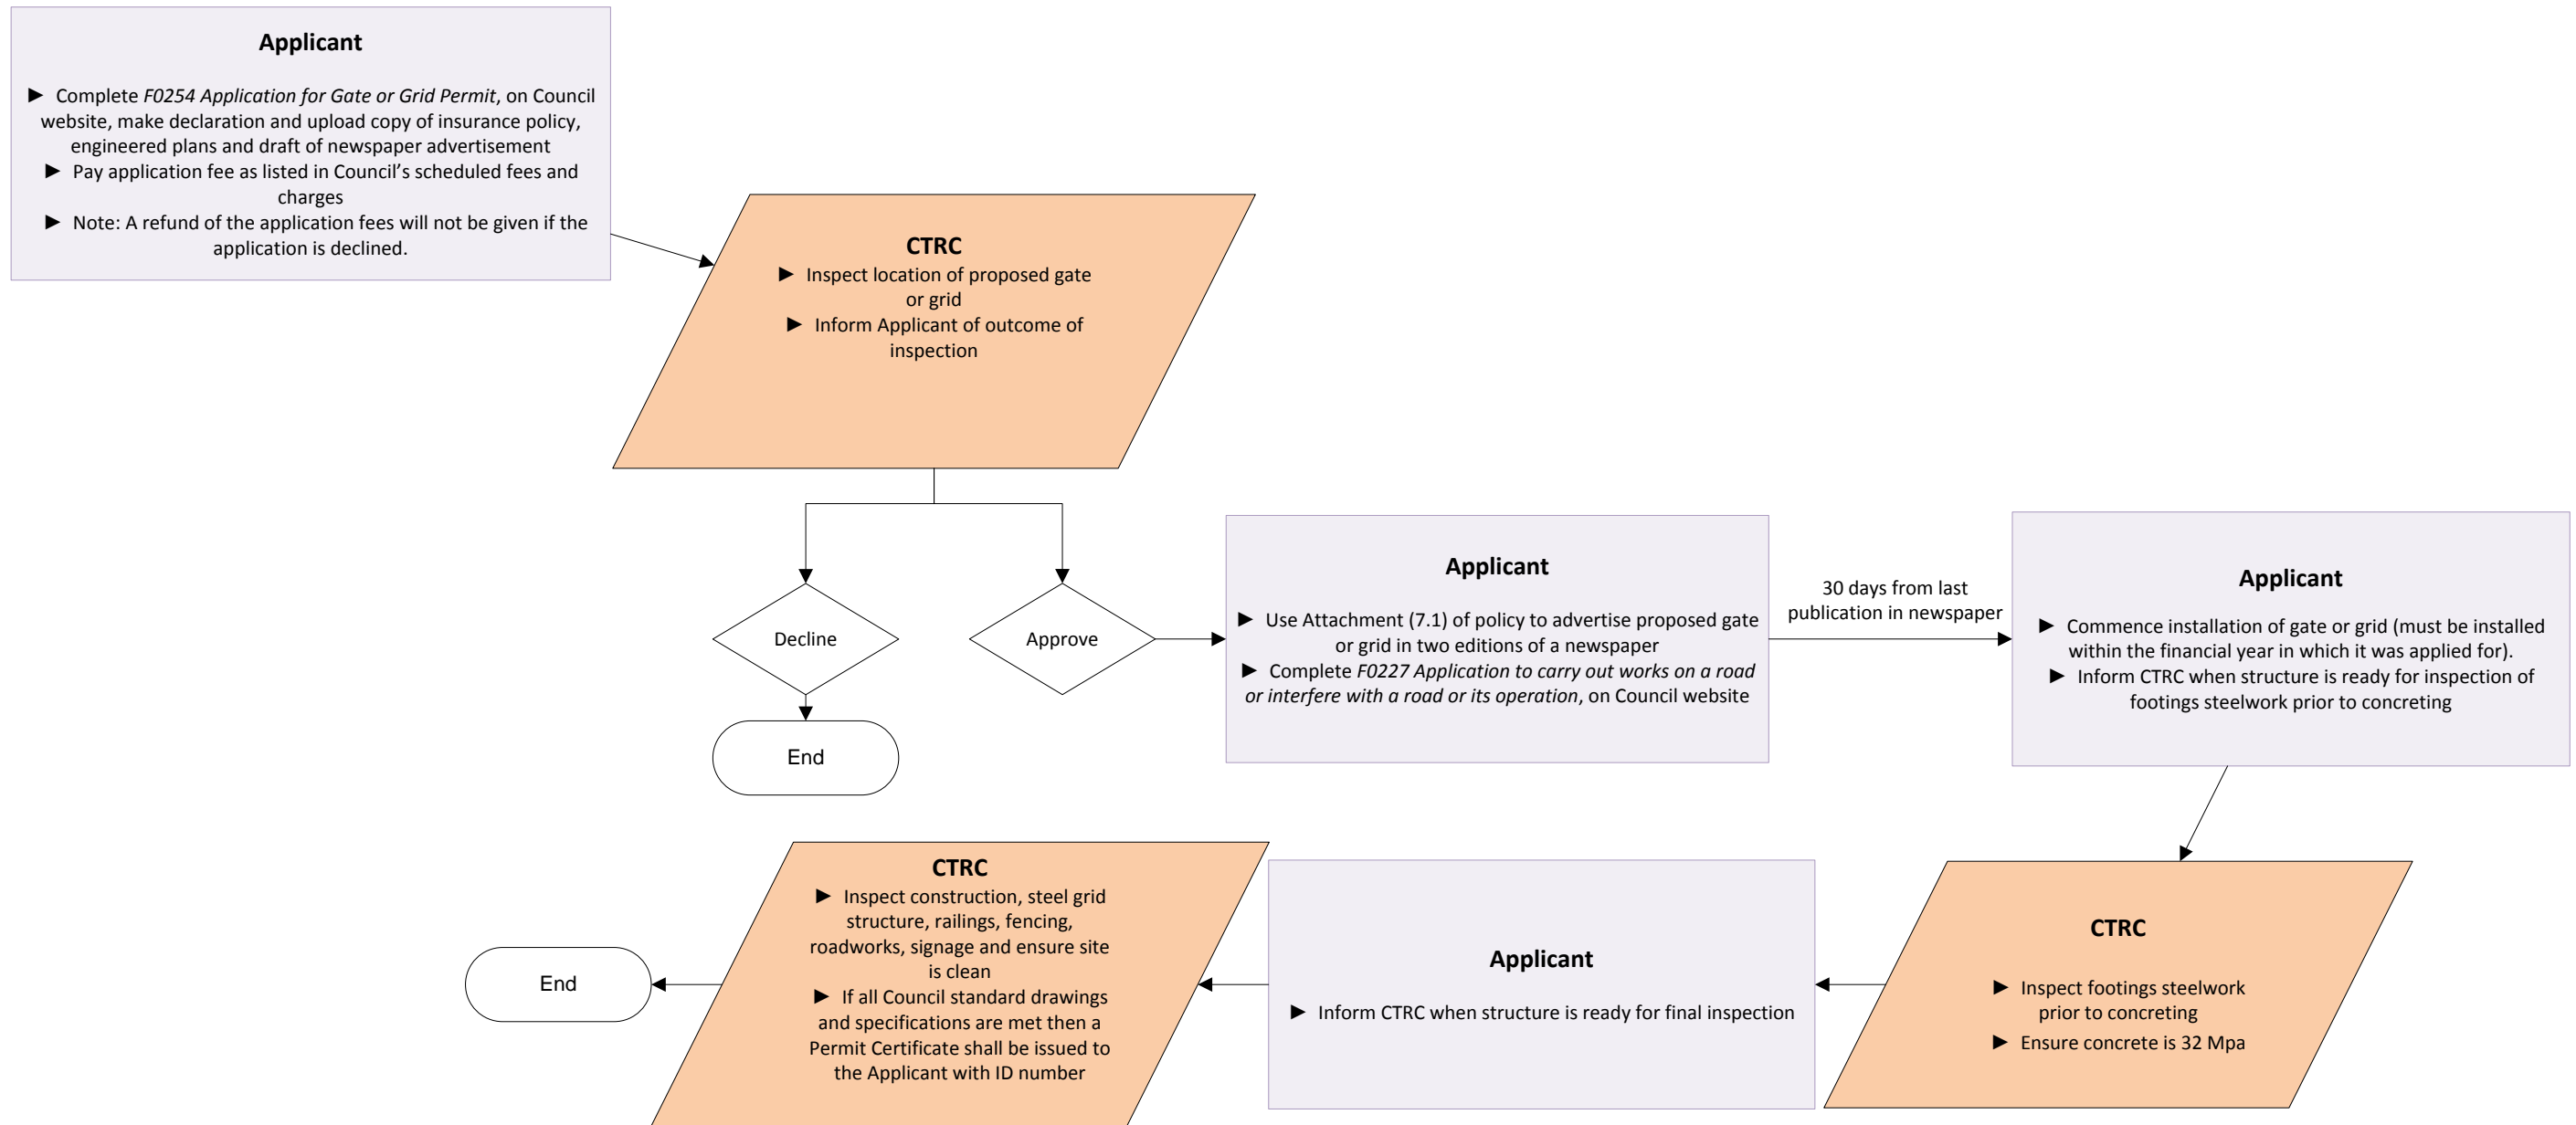 Applicant
► Complete F0254 Application for Gate or Grid Permit, on Council
website, make declaration and upload copy of insurance policy,
engineered plans and draft of newspaper advertisement
► Pay application fee as listed in Council’s scheduled fees and
charges
► Note: A refund of the application fees will not be given if the
application is declined.
CTRC
► Inspect location of proposed gate
or grid
► Inform Applicant of outcome of
inspection
Decline
End
Approve
Applicant
► Use Attachment (7.1) of policy to advertise proposed gate
or grid in two editions of a newspaper
► Complete F0227 Application to carry out works on a road
or interfere with a road or its operation, on Council website
30 days from last
publication in newspaper
Applicant
► Commence installation of gate or grid (must be installed
within the financial year in which it was applied for).
► Inform CTRC when structure is ready for inspection of
footings steelwork prior to concreting
CTRC
► Inspect footings steelwork
prior to concreting
► Ensure concrete is 32 Mpa
Applicant
► Inform CTRC when structure is ready for final inspection
CTRC
► Inspect construction, steel grid
structure, railings, fencing,
roadworks, signage and ensure site
is clean
► If all Council standard drawings
and specifications are met then a
Permit Certificate shall be issued to
the Applicant with ID number
End